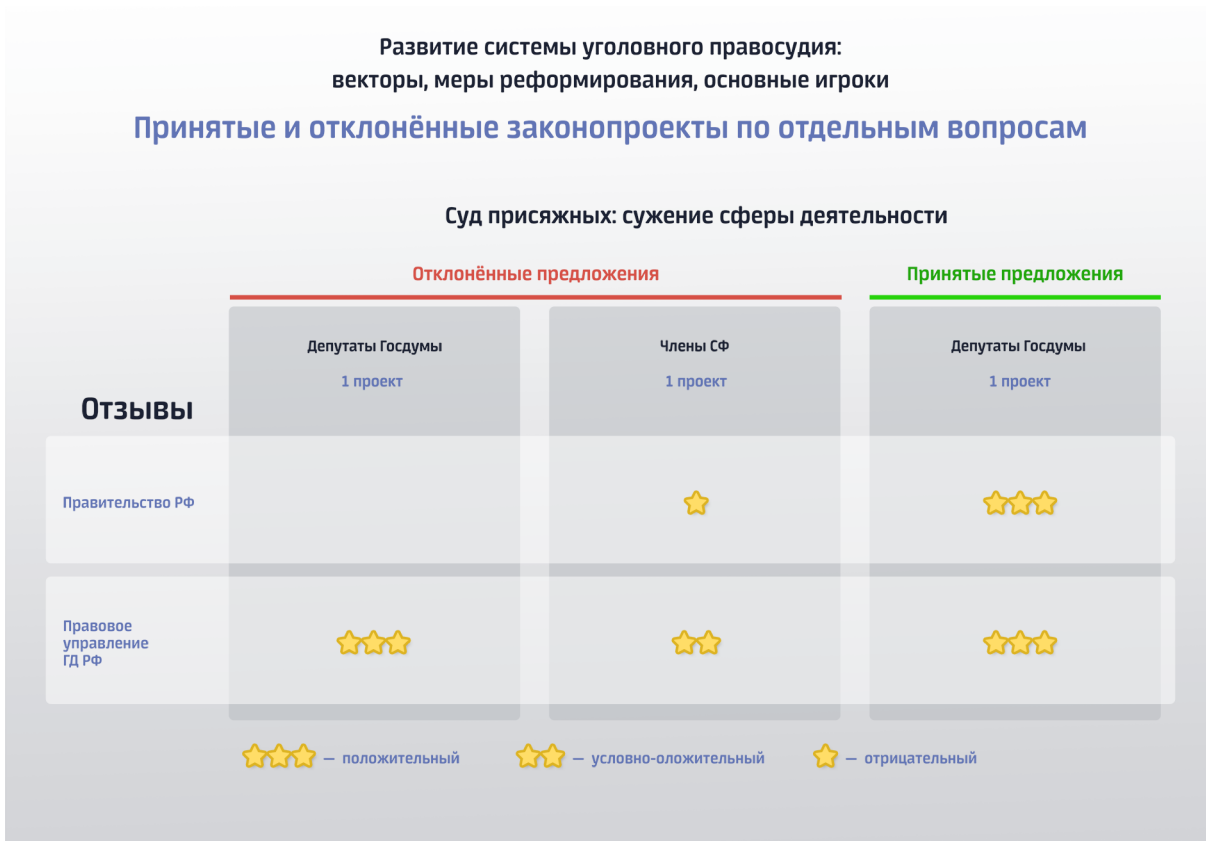 Развитие системы уголовного правосудия:
векторы, меры реформирования, основные игроки
Принятые и отклонённые законопроекты по отдельным вопросам
Суд присяжных: сужение сферы деятельности
Отклонённые предложения
Принятые предложения
Депутаты Госдумы
Члены СФ
Депутаты Госдумы
1 проект
1 проект
1 проект
Отзывы
Правительство РФ
Правовое
управление
ГД РФ
– положительный
– условно-оложительный
– отрицательный